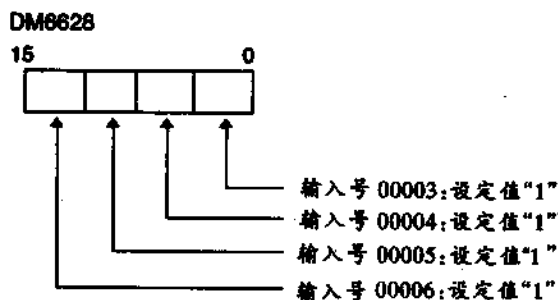 DM6628
15 0
输入号 00003:设定值“1”
输入号 00004:设定值“1”
输入号 00005:设定值“1”
输入号 00006:设定值“1”